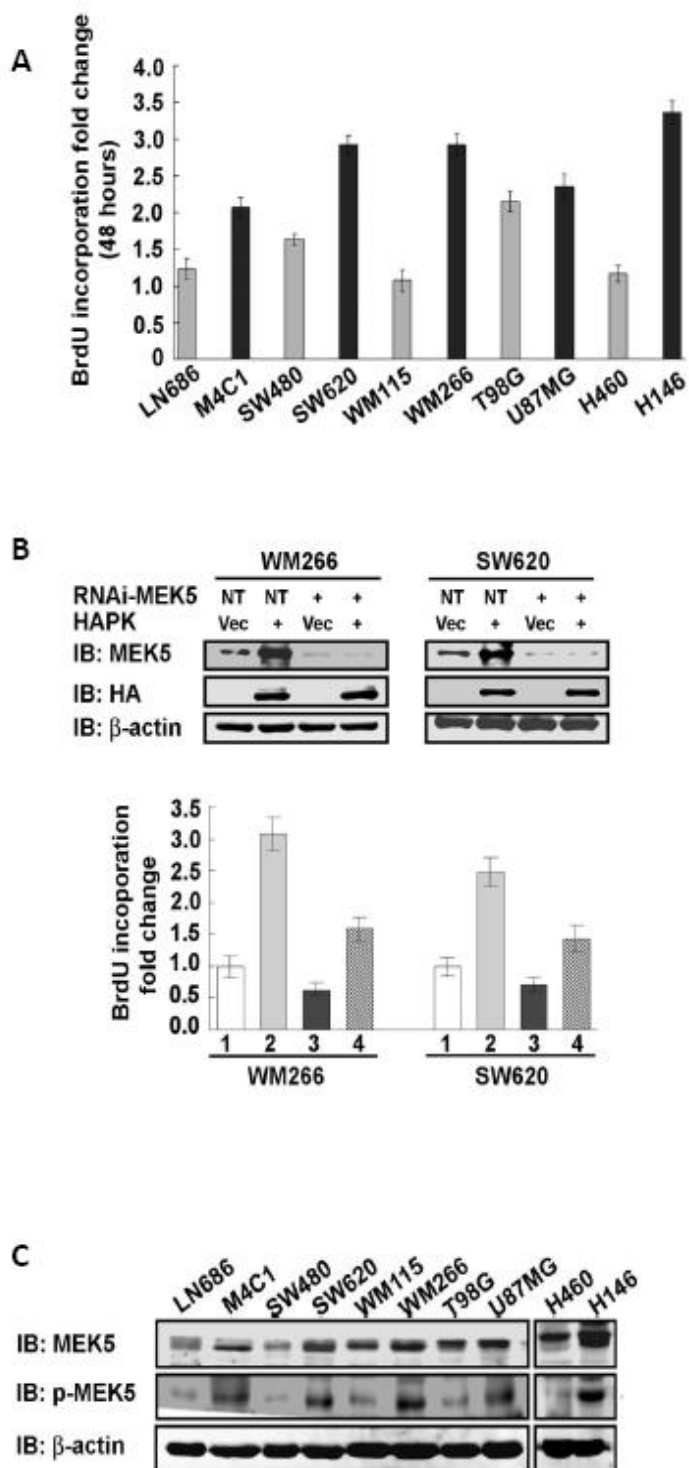 A
BrdU incorporation fold change
(48 hours)
4.0
3.5
3.0
2.5
2.0
1.5
1.0
0.5
0
LN686 M4C1 SW480 SW620 WM115 WM266 T98G U87MG H460 H146
B
WM266 SW620
RNAi-MEK5 NT NT + + NT NT + +
HAPK Vec + Vec + Vec + Vec +
IB: MEK5
IB: HA
IB: β-actin
BrdU incoporation
fold change
3.5
3.0
2.5
2.0
1.5
1.0
0.5
0.0
1 2 3 4 1 2 3 4
WM266 SW620
C
LN686 M4C1 SW480 SW620 WM115 WM266 T98G U87MG H460 H146
IB: MEK5
IB: p-MEK5
IB: β-actin